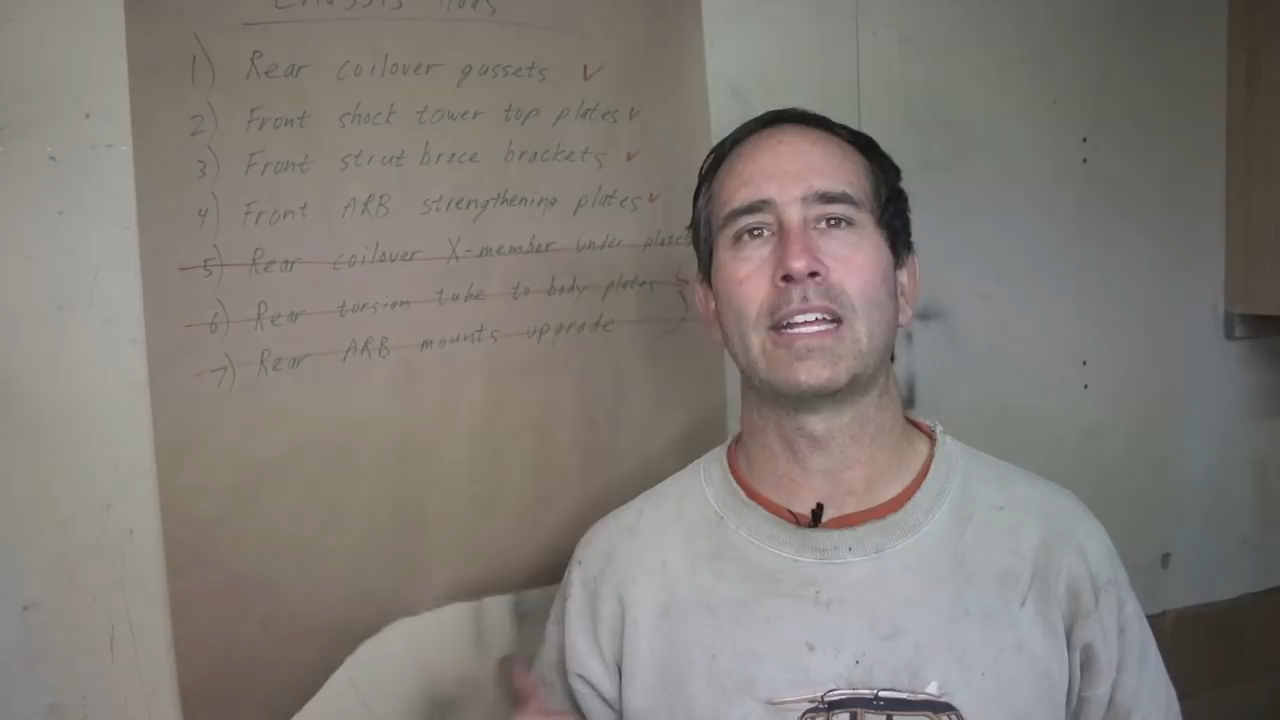 Chassis Mods
1) Rear coilover gussets ✓
2) Front shock tower top plates ✓
3) Front strut brace brackets ✓
4) Front ARB strengthening plates ✓
5) Rear coilover X-member under plates
6) Rear torsion tube to body plates
7) Rear ARB mounts upgrade